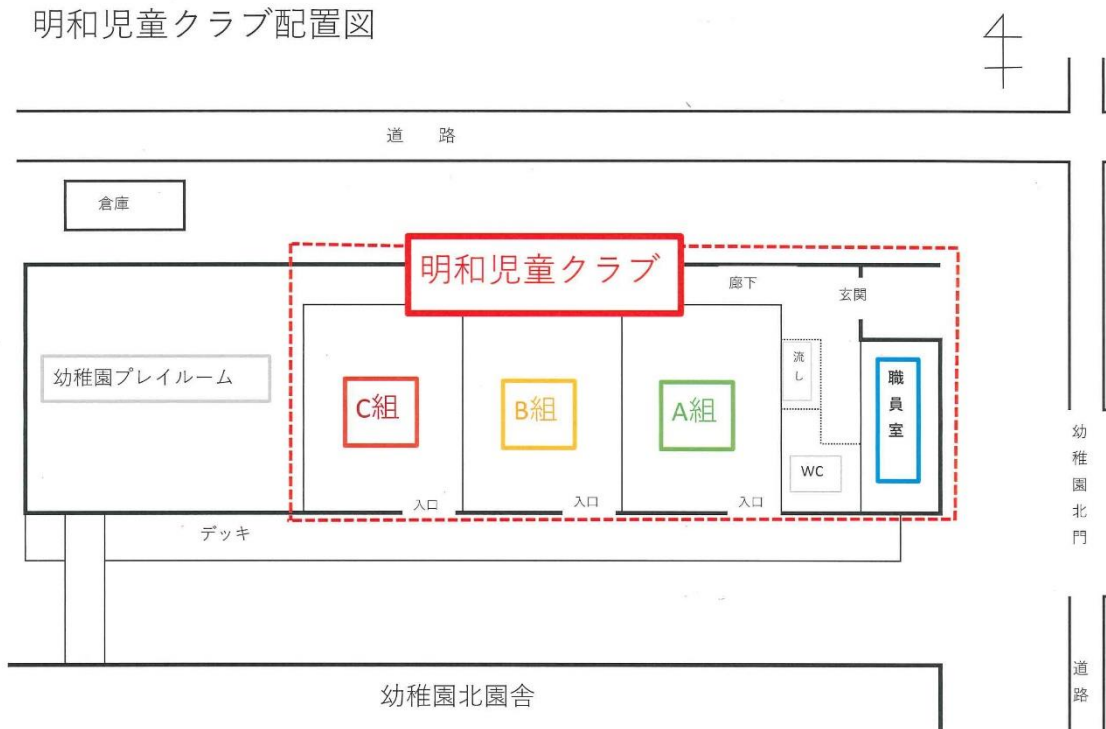 明和児童クラブ配置図
道　路
倉庫
明和児童クラブ
廊下
玄関
幼稚園プレイルーム
C組
B組
A組
流し
職員室
WC
入口
入口
入口
デッキ
幼稚園北門
幼稚園北園舎
道路